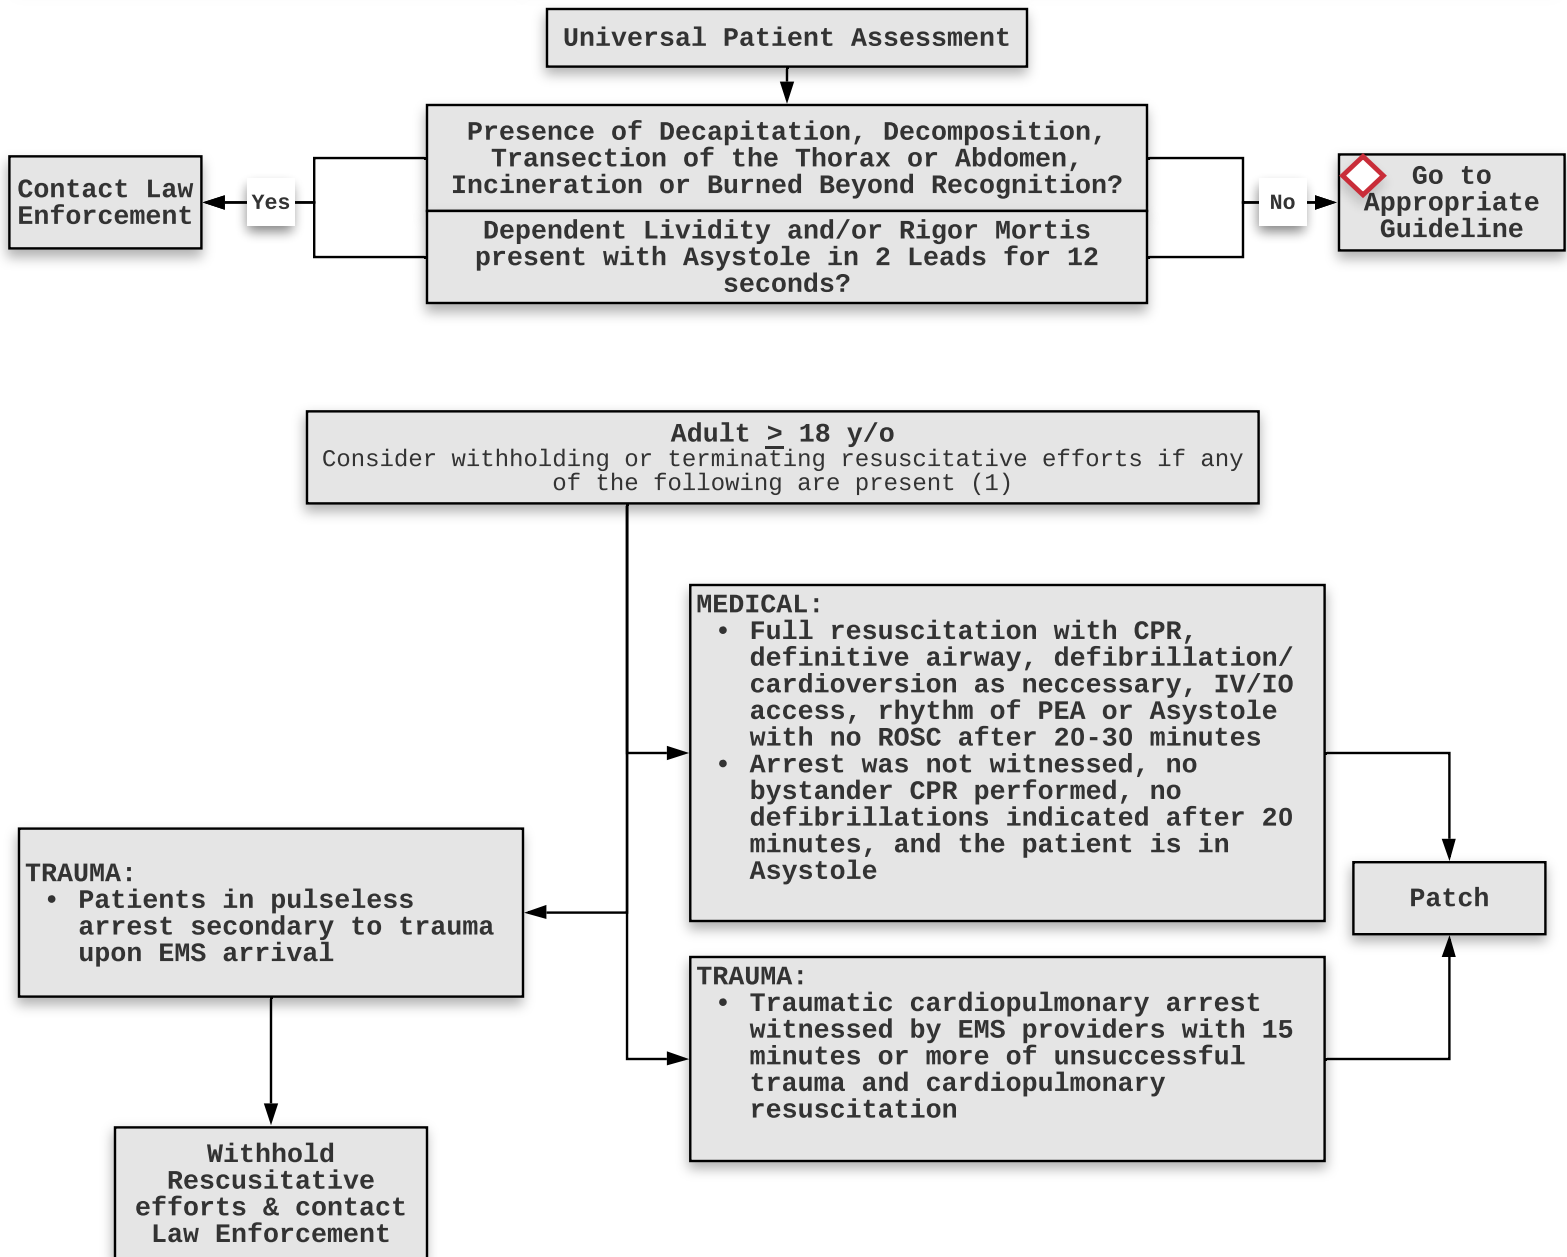 Universal Patient Assessment
Presence of Decapitation, Decomposition,
Transection of the Thorax or Abdomen,
Incineration or Burned Beyond Recognition?
Contact Law
Enforcement
Yes
No
Go to
Appropriate
Guideline
Dependent Lividity and/or Rigor Mortis
present with Asystole in 2 Leads for 12
seconds?
Adult > 18 y/o
Consider withholding or terminating resuscitative efforts if any
of the following are present (1)
MEDICAL:
• Full resuscitation with CPR,
definitive airway, defibrillation/
cardioversion as neccessary, IV/IO
access, rhythm of PEA or Asystole
with no ROSC after 20-30 minutes
• Arrest was not witnessed, no
bystander CPR performed, no
defibrillations indicated after 20
minutes, and the patient is in
Asystole
TRAUMA:
• Patients in pulseless
arrest secondary to trauma
upon EMS arrival
Patch
TRAUMA:
• Traumatic cardiopulmonary arrest
witnessed by EMS providers with 15
minutes or more of unsuccessful
trauma and cardiopulmonary
resuscitation
Withhold
Rescusitative
efforts & contact
Law Enforcement